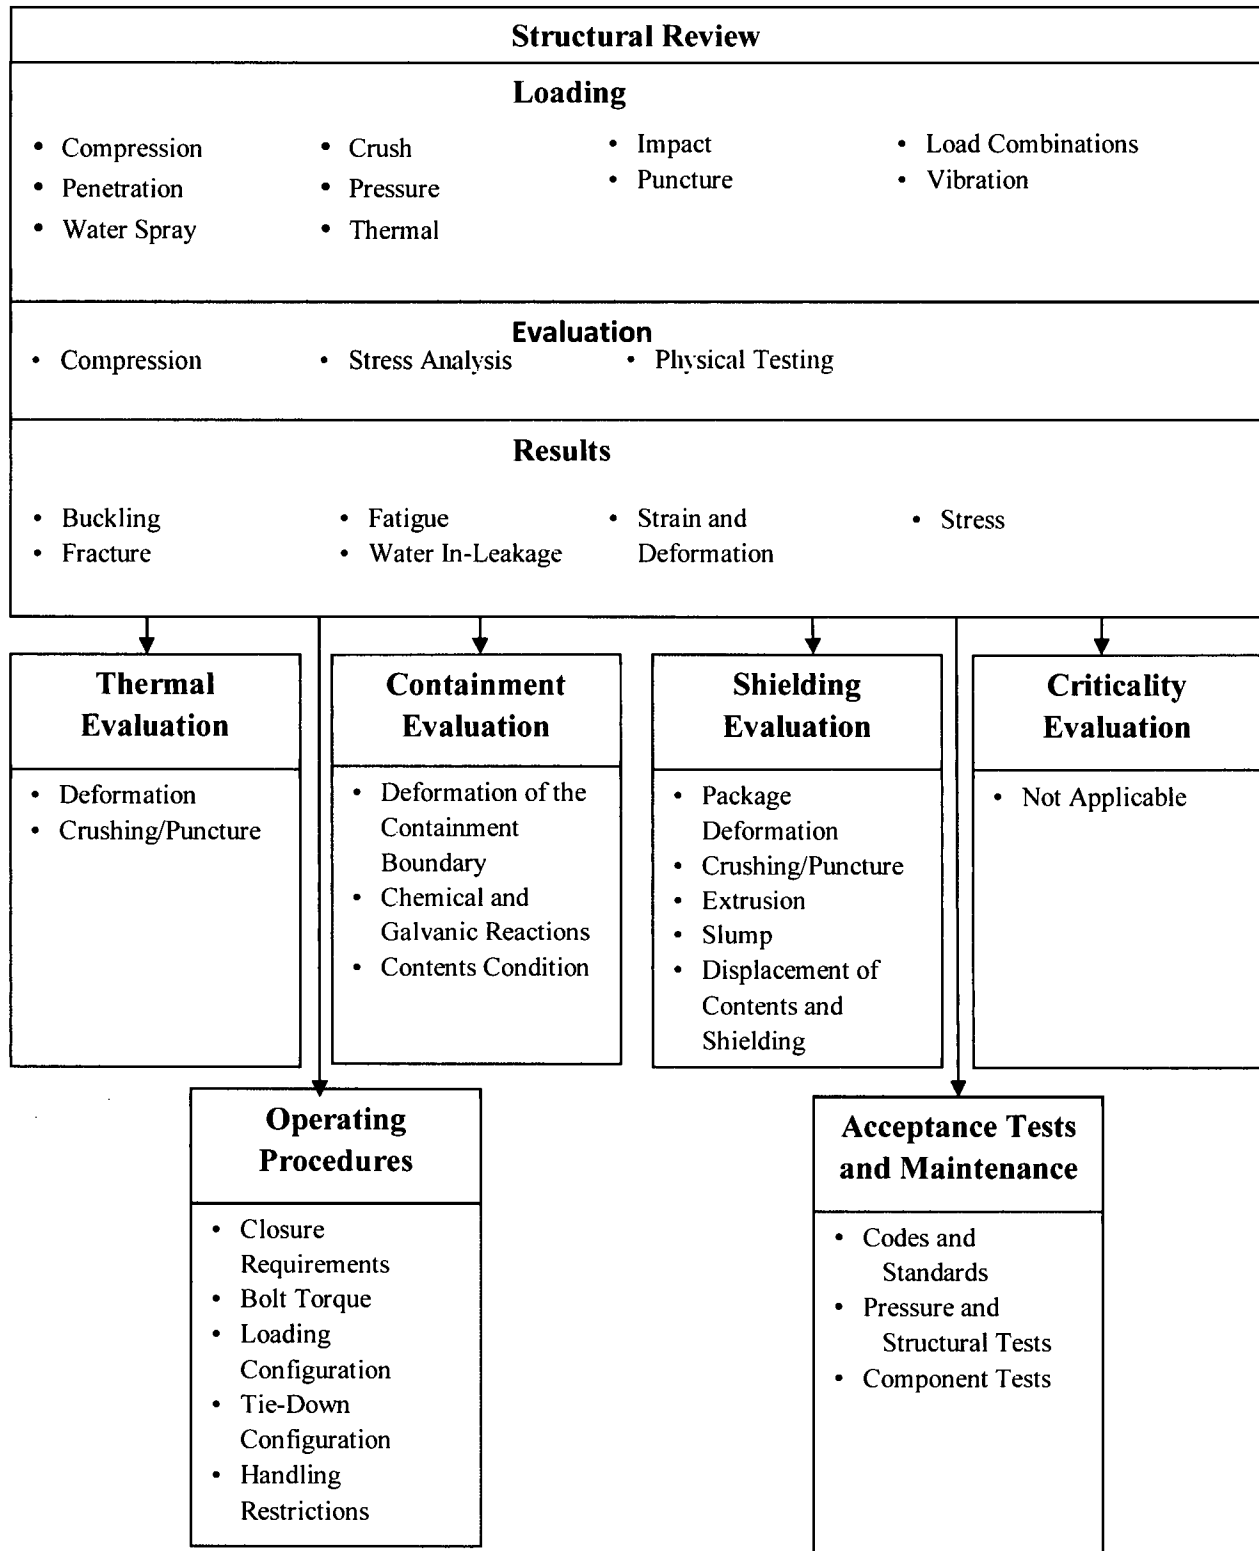 Structural Review
Loading
• Compression
• Penetration
• Water Spray
• Crush
• Pressure
• Thermal
• Impact
• Puncture
• Load Combinations
• Vibration
Evaluation
• Compression
• Stress Analysis
• Physical Testing
Results
• Buckling
• Fracture
• Fatigue
• Water In-Leakage
• Strain and
Deformation
• Stress
Thermal
Evaluation
• Deformation
• Crushing/Puncture
Containment
Evaluation
• Deformation of the
Containment
Boundary
• Chemical and
Galvanic Reactions
• Contents Condition
Shielding
Evaluation
• Package
Deformation
• Crushing/Puncture
• Extrusion
• Slump
• Displacement of
Contents and
Shielding
Criticality
Evaluation
• Not Applicable
Operating
Procedures
• Closure
Requirements
• Bolt Torque
• Loading
Configuration
• Tie-Down
Configuration
• Handling
Restrictions
Acceptance Tests
and Maintenance
• Codes and
Standards
• Pressure and
Structural Tests
• Component Tests